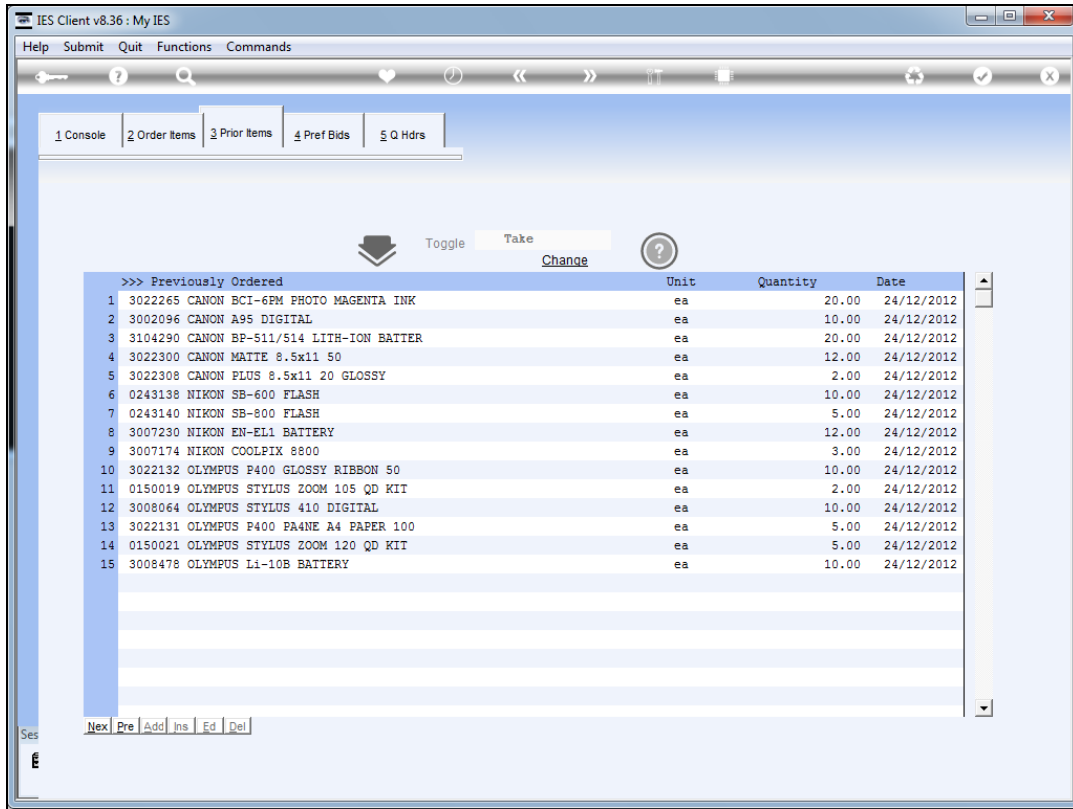 IES Client v8.36 : My IES
Help Submit Quit Functions Commands
1 Console 2 Order Items 3 Prior Items 4 Pref Bids 5 Q Hdrs
Toggle Take
Change
>>> Previously Ordered Unit Quantity Date
1 3022265 CANON BCI-6PM PHOTO MAGENTA INK ea 20.00 24/12/2012
2 3002096 CANON A95 DIGITAL ea 10.00 24/12/2012
3 3104290 CANON BP-511/514 LITH-ION BATTER ea 20.00 24/12/2012
4 3022300 CANON MATTE 8.5x11 50 ea 12.00 24/12/2012
5 3022308 CANON PLUS 8.5x11 20 GLOSSY ea 2.00 24/12/2012
6 0243138 NIKON SB-600 FLASH ea 10.00 24/12/2012
7 0243140 NIKON SB-800 FLASH ea 5.00 24/12/2012
8 3007230 NIKON EN-EL1 BATTERY ea 12.00 24/12/2012
9 3007174 NIKON COOLPIX 8800 ea 3.00 24/12/2012
10 3022132 OLYMPUS P400 GLOSSY RIBBON 50 ea 10.00 24/12/2012
11 0150019 OLYMPUS STYLUS ZOOM 105 QD KIT ea 2.00 24/12/2012
12 3008064 OLYMPUS STYLUS 410 DIGITAL ea 10.00 24/12/2012
13 3022131 OLYMPUS P400 PA4NE A4 PAPER 100 ea 5.00 24/12/2012
14 0150021 OLYMPUS STYLUS ZOOM 120 QD KIT ea 5.00 24/12/2012
15 3008478 OLYMPUS Li-10B BATTERY ea 10.00 24/12/2012
Nex Pre Add Ins Ed Del
Ses